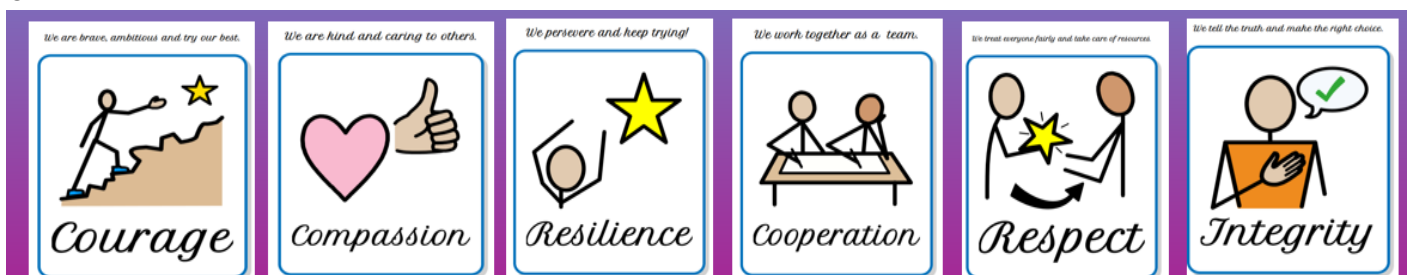 We are brave, ambitious and try our best.
Courage
We are kind and caring to others.
Compassion
We persevere and keep trying!
Resilience
We work together as a team.
Cooperation
We treat everyone fairly and take care of resources
Respect
We tell the truth and make the right choice.
Integrity